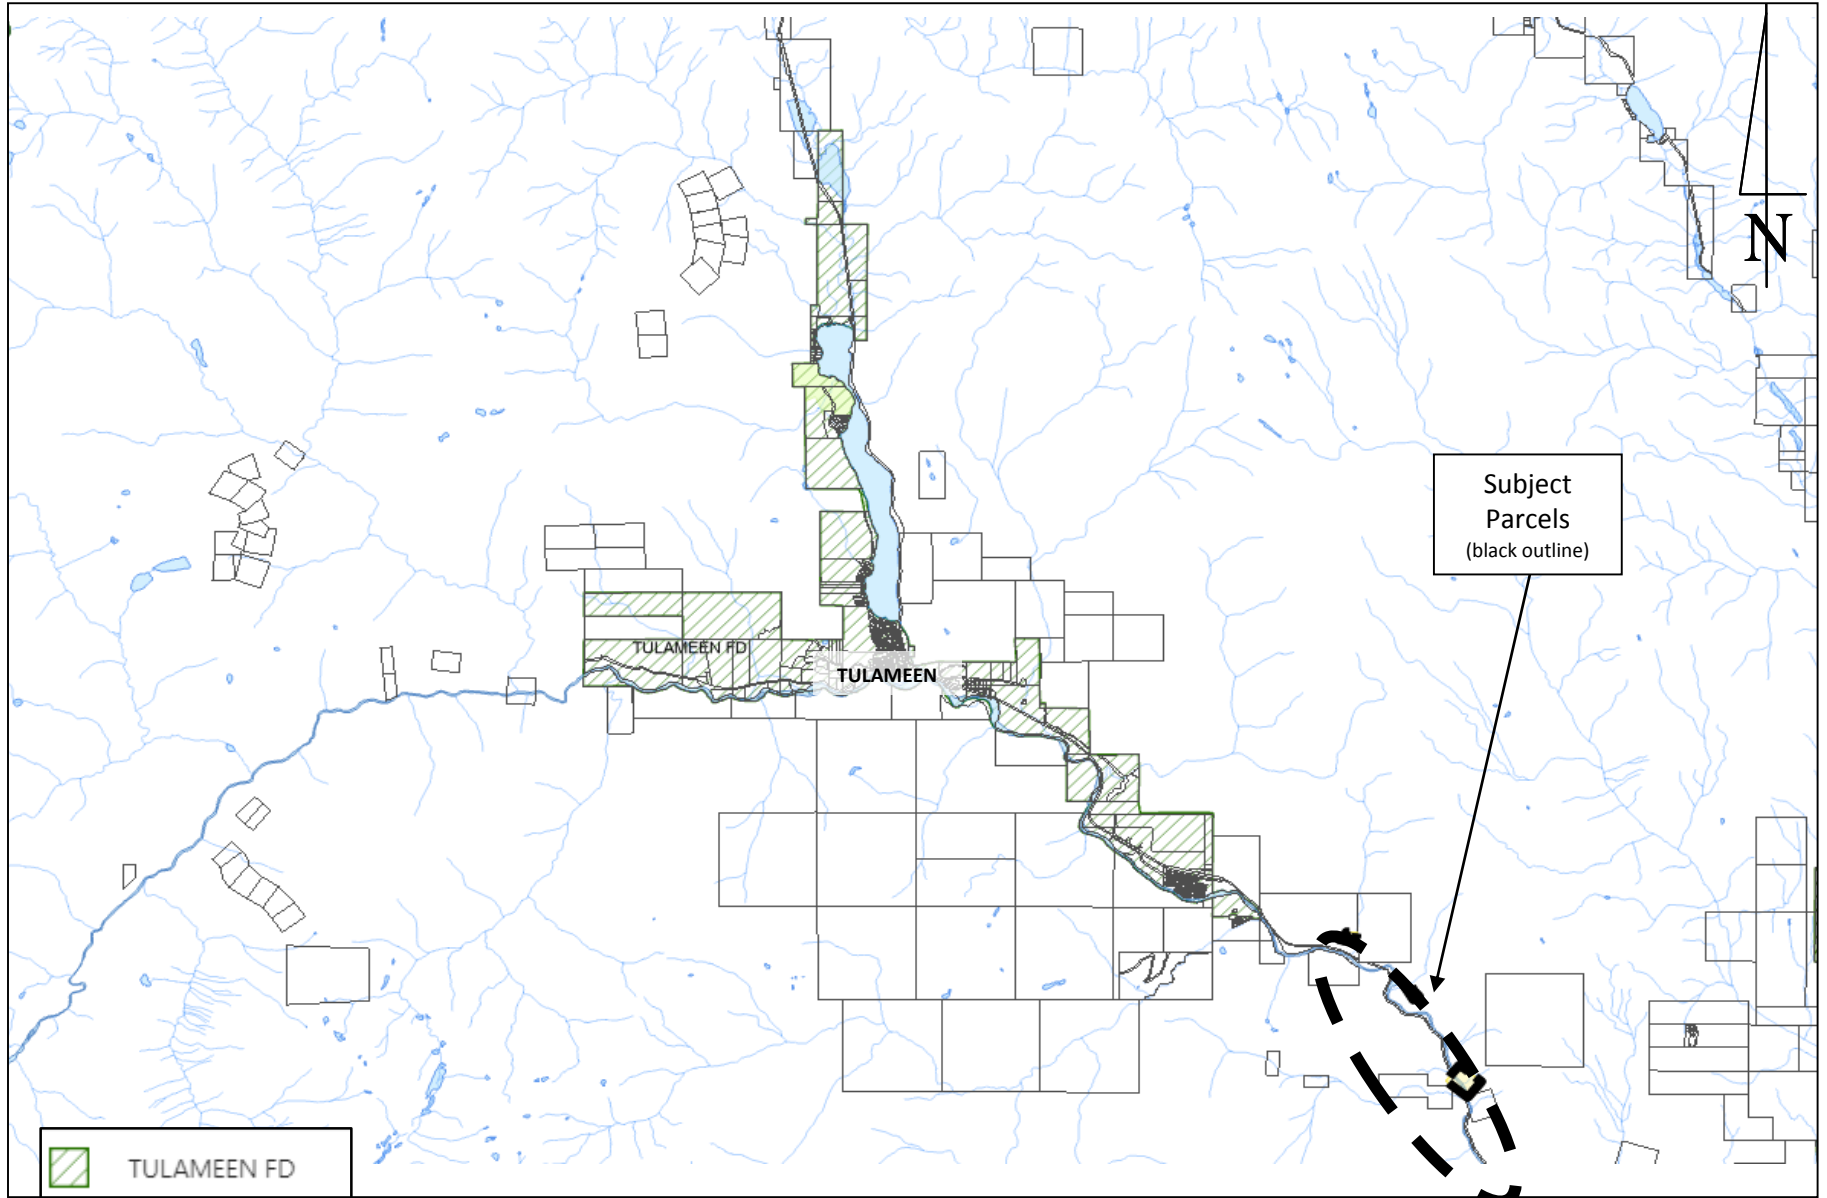 N
Subject
Parcels
(black outline)
TULAMEEN FD
TULAMEEN
TULAMEEN FD